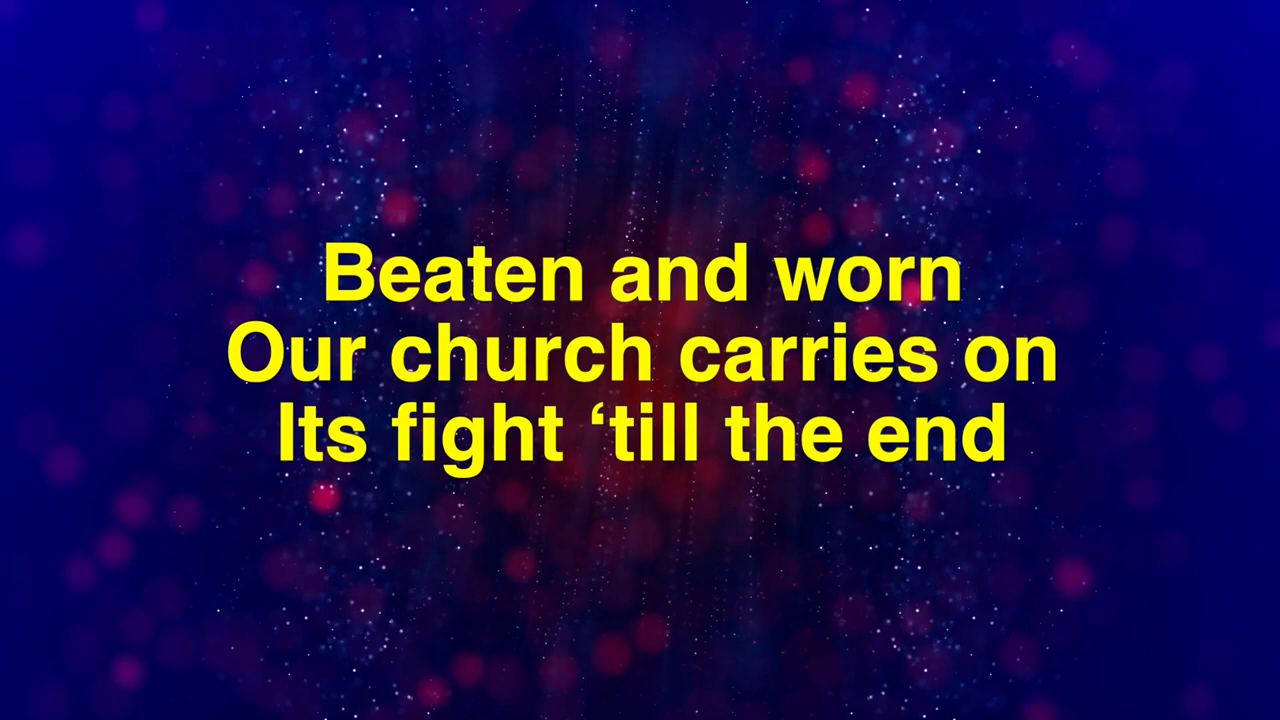 Beaten and worn
Our church carries on
Its fight ‘till the end